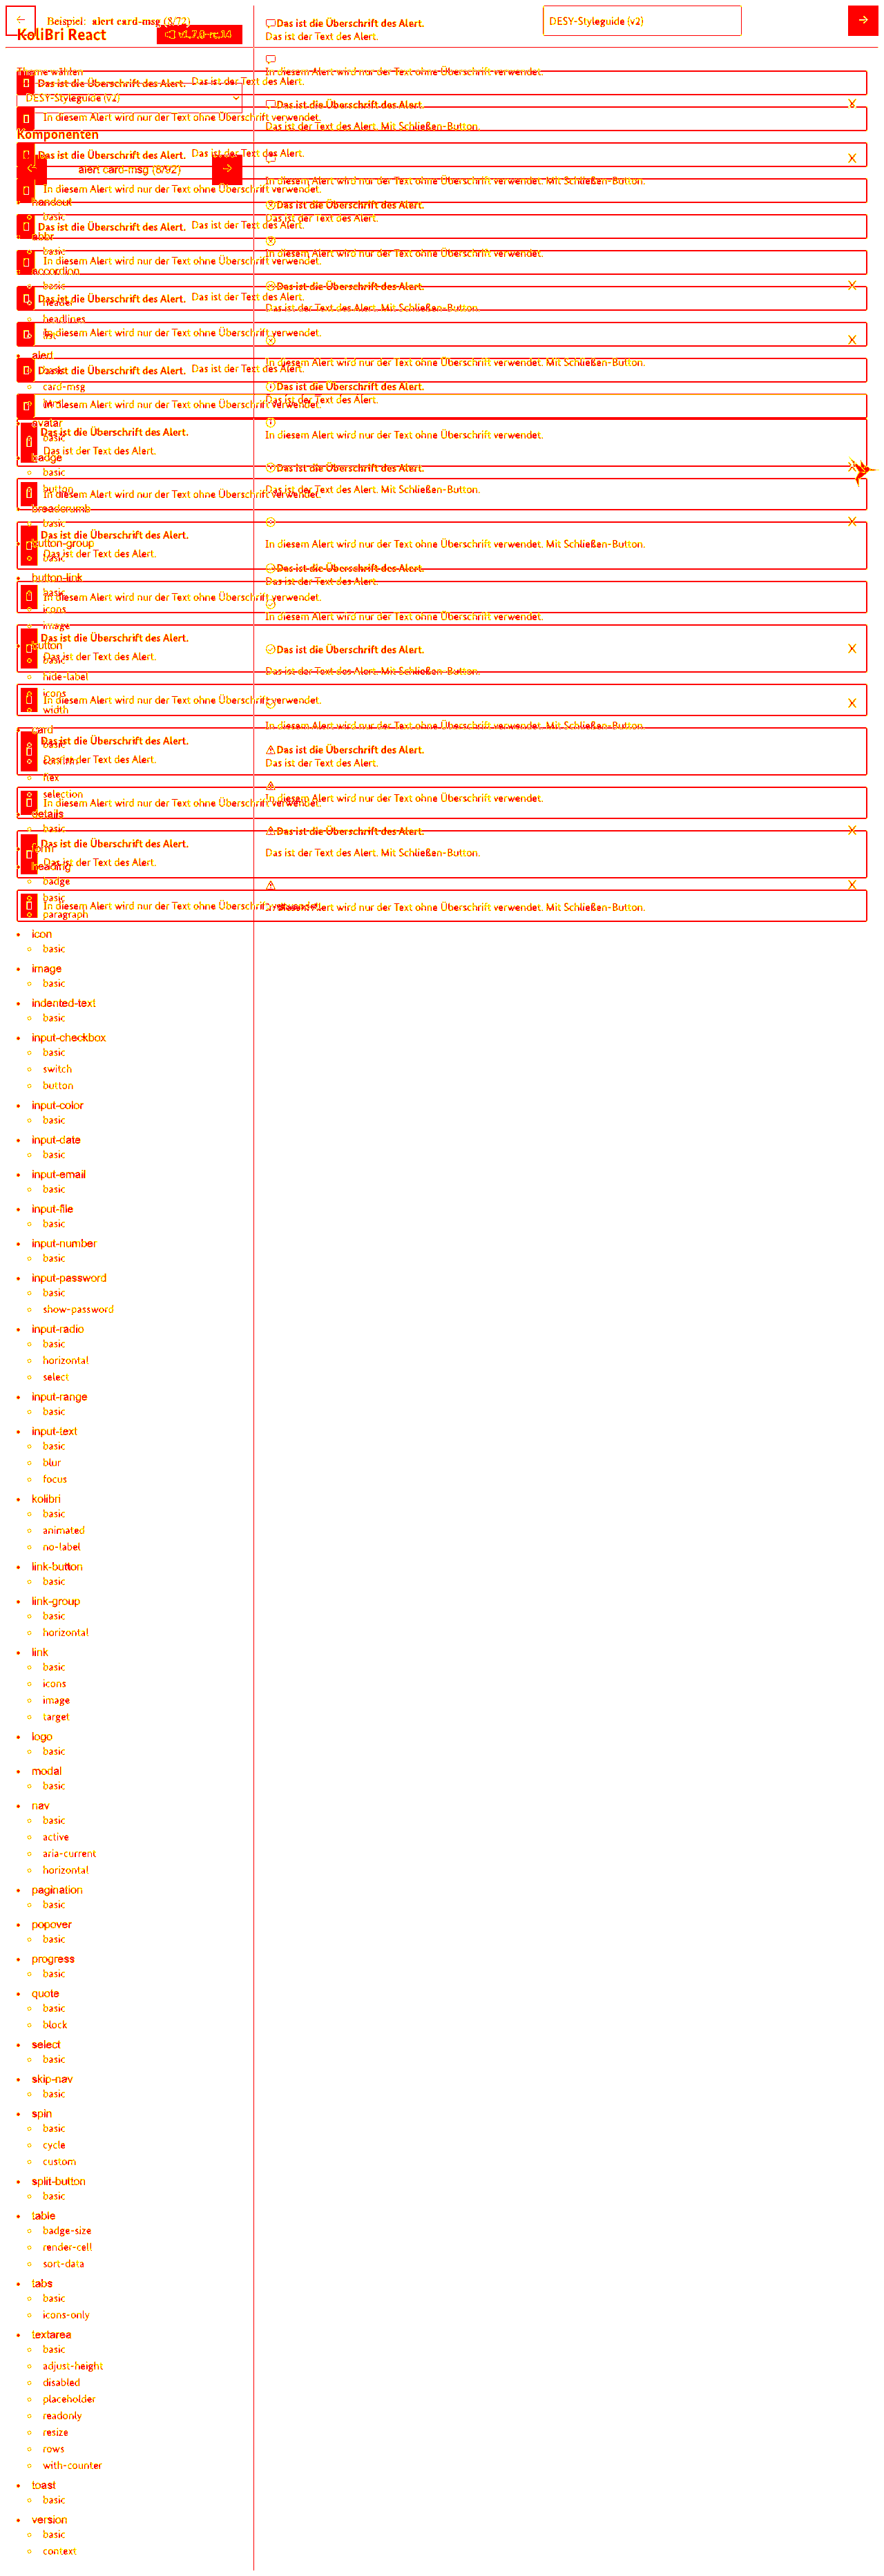 Beispiel: alert card-msg (8/72)
KoliBri React
v1.7.0-rc.14
DESY-Styleguide (v2)
Theme wählen
DESY-Styleguide (v2)
Komponenten
alert card-msg (8/92)
handout
basic
abbr
basic
accordion
basic
header
headlines
list
alert
basic
card-msg
msg
avatar
basic
badge
basic
button
breadcrumb
basic
button-group
basic
button-link
basic
icons
image
button
basic
hide-label
icons
width
card
basic
confirm
flex
selection
details
basic
form
heading
badge
basic
paragraph
icon
basic
image
basic
indented-text
basic
input-checkbox
basic
switch
button
input-color
basic
input-date
basic
input-email
basic
input-file
basic
input-number
basic
input-password
basic
show-password
input-radio
basic
horizontal
select
input-range
basic
input-text
basic
blur
focus
kolibri
basic
animated
no-label
link-button
basic
link-group
basic
horizontal
link
basic
icons
image
target
logo
basic
modal
basic
nav
basic
active
aria-current
horizontal
pagination
basic
popover
basic
progress
basic
quote
basic
block
select
basic
skip-nav
basic
spin
basic
cycle
custom
split-button
basic
table
badge-size
render-cell
sort-data
tabs
basic
icons-only
textarea
basic
adjust-height
disabled
placeholder
readonly
resize
rows
with-counter
toast
basic
version
basic
context
Das ist die Überschrift des Alert. Das ist der Text des Alert.
In diesem Alert wird nur der Text ohne Überschrift verwendet.
Das ist die Überschrift des Alert. Das ist der Text des Alert.
In diesem Alert wird nur der Text ohne Überschrift verwendet.
Das ist die Überschrift des Alert. Das ist der Text des Alert.
In diesem Alert wird nur der Text ohne Überschrift verwendet.
Das ist die Überschrift des Alert. Das ist der Text des Alert.
In diesem Alert wird nur der Text ohne Überschrift verwendet.
Das ist die Überschrift des Alert. Das ist der Text des Alert.
In diesem Alert wird nur der Text ohne Überschrift verwendet.
Das ist die Überschrift des Alert.
Das ist der Text des Alert.
In diesem Alert wird nur der Text ohne Überschrift verwendet.
Das ist die Überschrift des Alert.
Das ist der Text des Alert.
In diesem Alert wird nur der Text ohne Überschrift verwendet.
Das ist die Überschrift des Alert.
Das ist der Text des Alert.
In diesem Alert wird nur der Text ohne Überschrift verwendet.
Das ist die Überschrift des Alert.
Das ist der Text des Alert.
In diesem Alert wird nur der Text ohne Überschrift verwendet.
Das ist die Überschrift des Alert.
Das ist der Text des Alert.
In diesem Alert wird nur der Text ohne Überschrift verwendet.
Das ist die Überschrift des Alert.
Das ist der Text des Alert.
In diesem Alert wird nur der Text ohne Überschrift verwendet.
Das ist die Überschrift des Alert.
Das ist der Text des Alert. Mit Schließen-Button.
In diesem Alert wird nur der Text ohne Überschrift verwendet. Mit Schließen-Button.
Das ist die Überschrift des Alert.
Das ist der Text des Alert.
In diesem Alert wird nur der Text ohne Überschrift verwendet.
Das ist die Überschrift des Alert.
Das ist der Text des Alert. Mit Schließen-Button.
In diesem Alert wird nur der Text ohne Überschrift verwendet. Mit Schließen-Button.
Das ist die Überschrift des Alert.
Das ist der Text des Alert.
In diesem Alert wird nur der Text ohne Überschrift verwendet.
Das ist die Überschrift des Alert.
Das ist der Text des Alert. Mit Schließen-Button.
In diesem Alert wird nur der Text ohne Überschrift verwendet. Mit Schließen-Button.
Das ist die Überschrift des Alert.
Das ist der Text des Alert.
In diesem Alert wird nur der Text ohne Überschrift verwendet.
Das ist die Überschrift des Alert.
Das ist der Text des Alert. Mit Schließen-Button.
In diesem Alert wird nur der Text ohne Überschrift verwendet. Mit Schließen-Button.
Das ist die Überschrift des Alert.
Das ist der Text des Alert.
In diesem Alert wird nur der Text ohne Überschrift verwendet.
Das ist die Überschrift des Alert.
Das ist der Text des Alert. Mit Schließen-Button.
In diesem Alert wird nur der Text ohne Überschrift verwendet. Mit Schließen-Button.